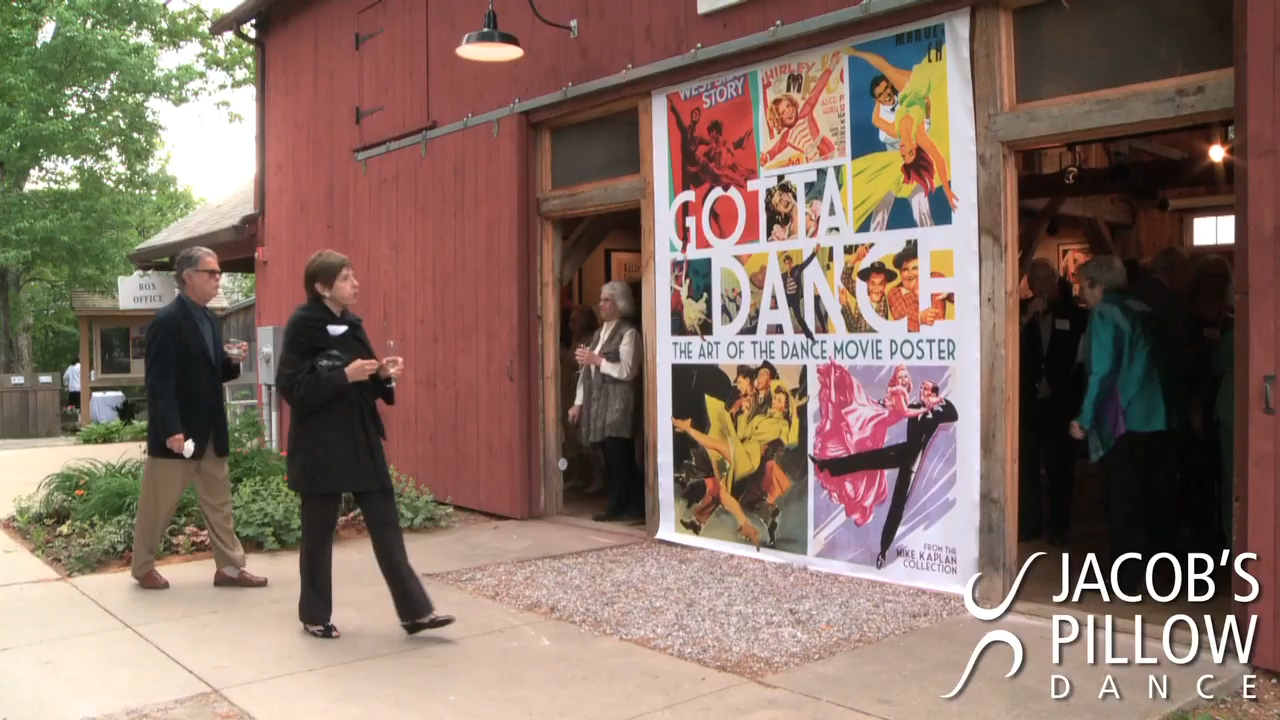 WEST SIDE
STORY
SHIRLEY
BOX
OFFICE
GOTTA
DANCE
THE ART OF THE DANCE MOVIE POSTER
FROM THE
MIKE KAPLAN
COLLECTION
JACOB'S
PILLOW
DANCE